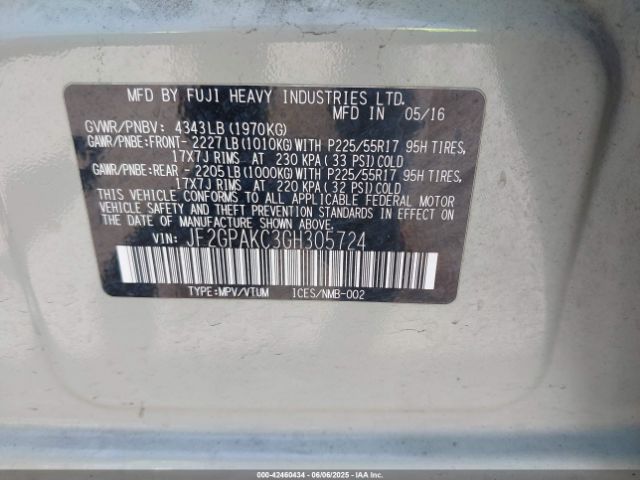 MFD BY FUJI HEAVY INDUSTRIES LTD.
MFD IN 05/16
GVWR/PNBV: 4343LB(1970KG)
GAWR/PNBE:FRONT- 2227LB(1010KG)WITH P225/55R17 95H TIRES,
17X7J RIMS AT 230 KPA(33 PSI)COLD
GAWR/PNBE:REAR - 2205LB(1000KG)WITH P225/55R17 95H TIRES,
17X7J RIMS AT 220 KPA(32 PSI)COLD
THIS VEHICLE CONFORMS TO ALL APPLICABLE FEDERAL MOTOR
VEHICLE SAFETY AND THEFT PREVENTION STANDARDS IN EFFECT ON
THE DATE OF MANUFACTURE SHOWN ABOVE.
VIN: JF2GPAKC3GH305724
TYPE:MPV/VTUM ICES/NMB-002
000-42460434 - 06/06/2025 - IAA